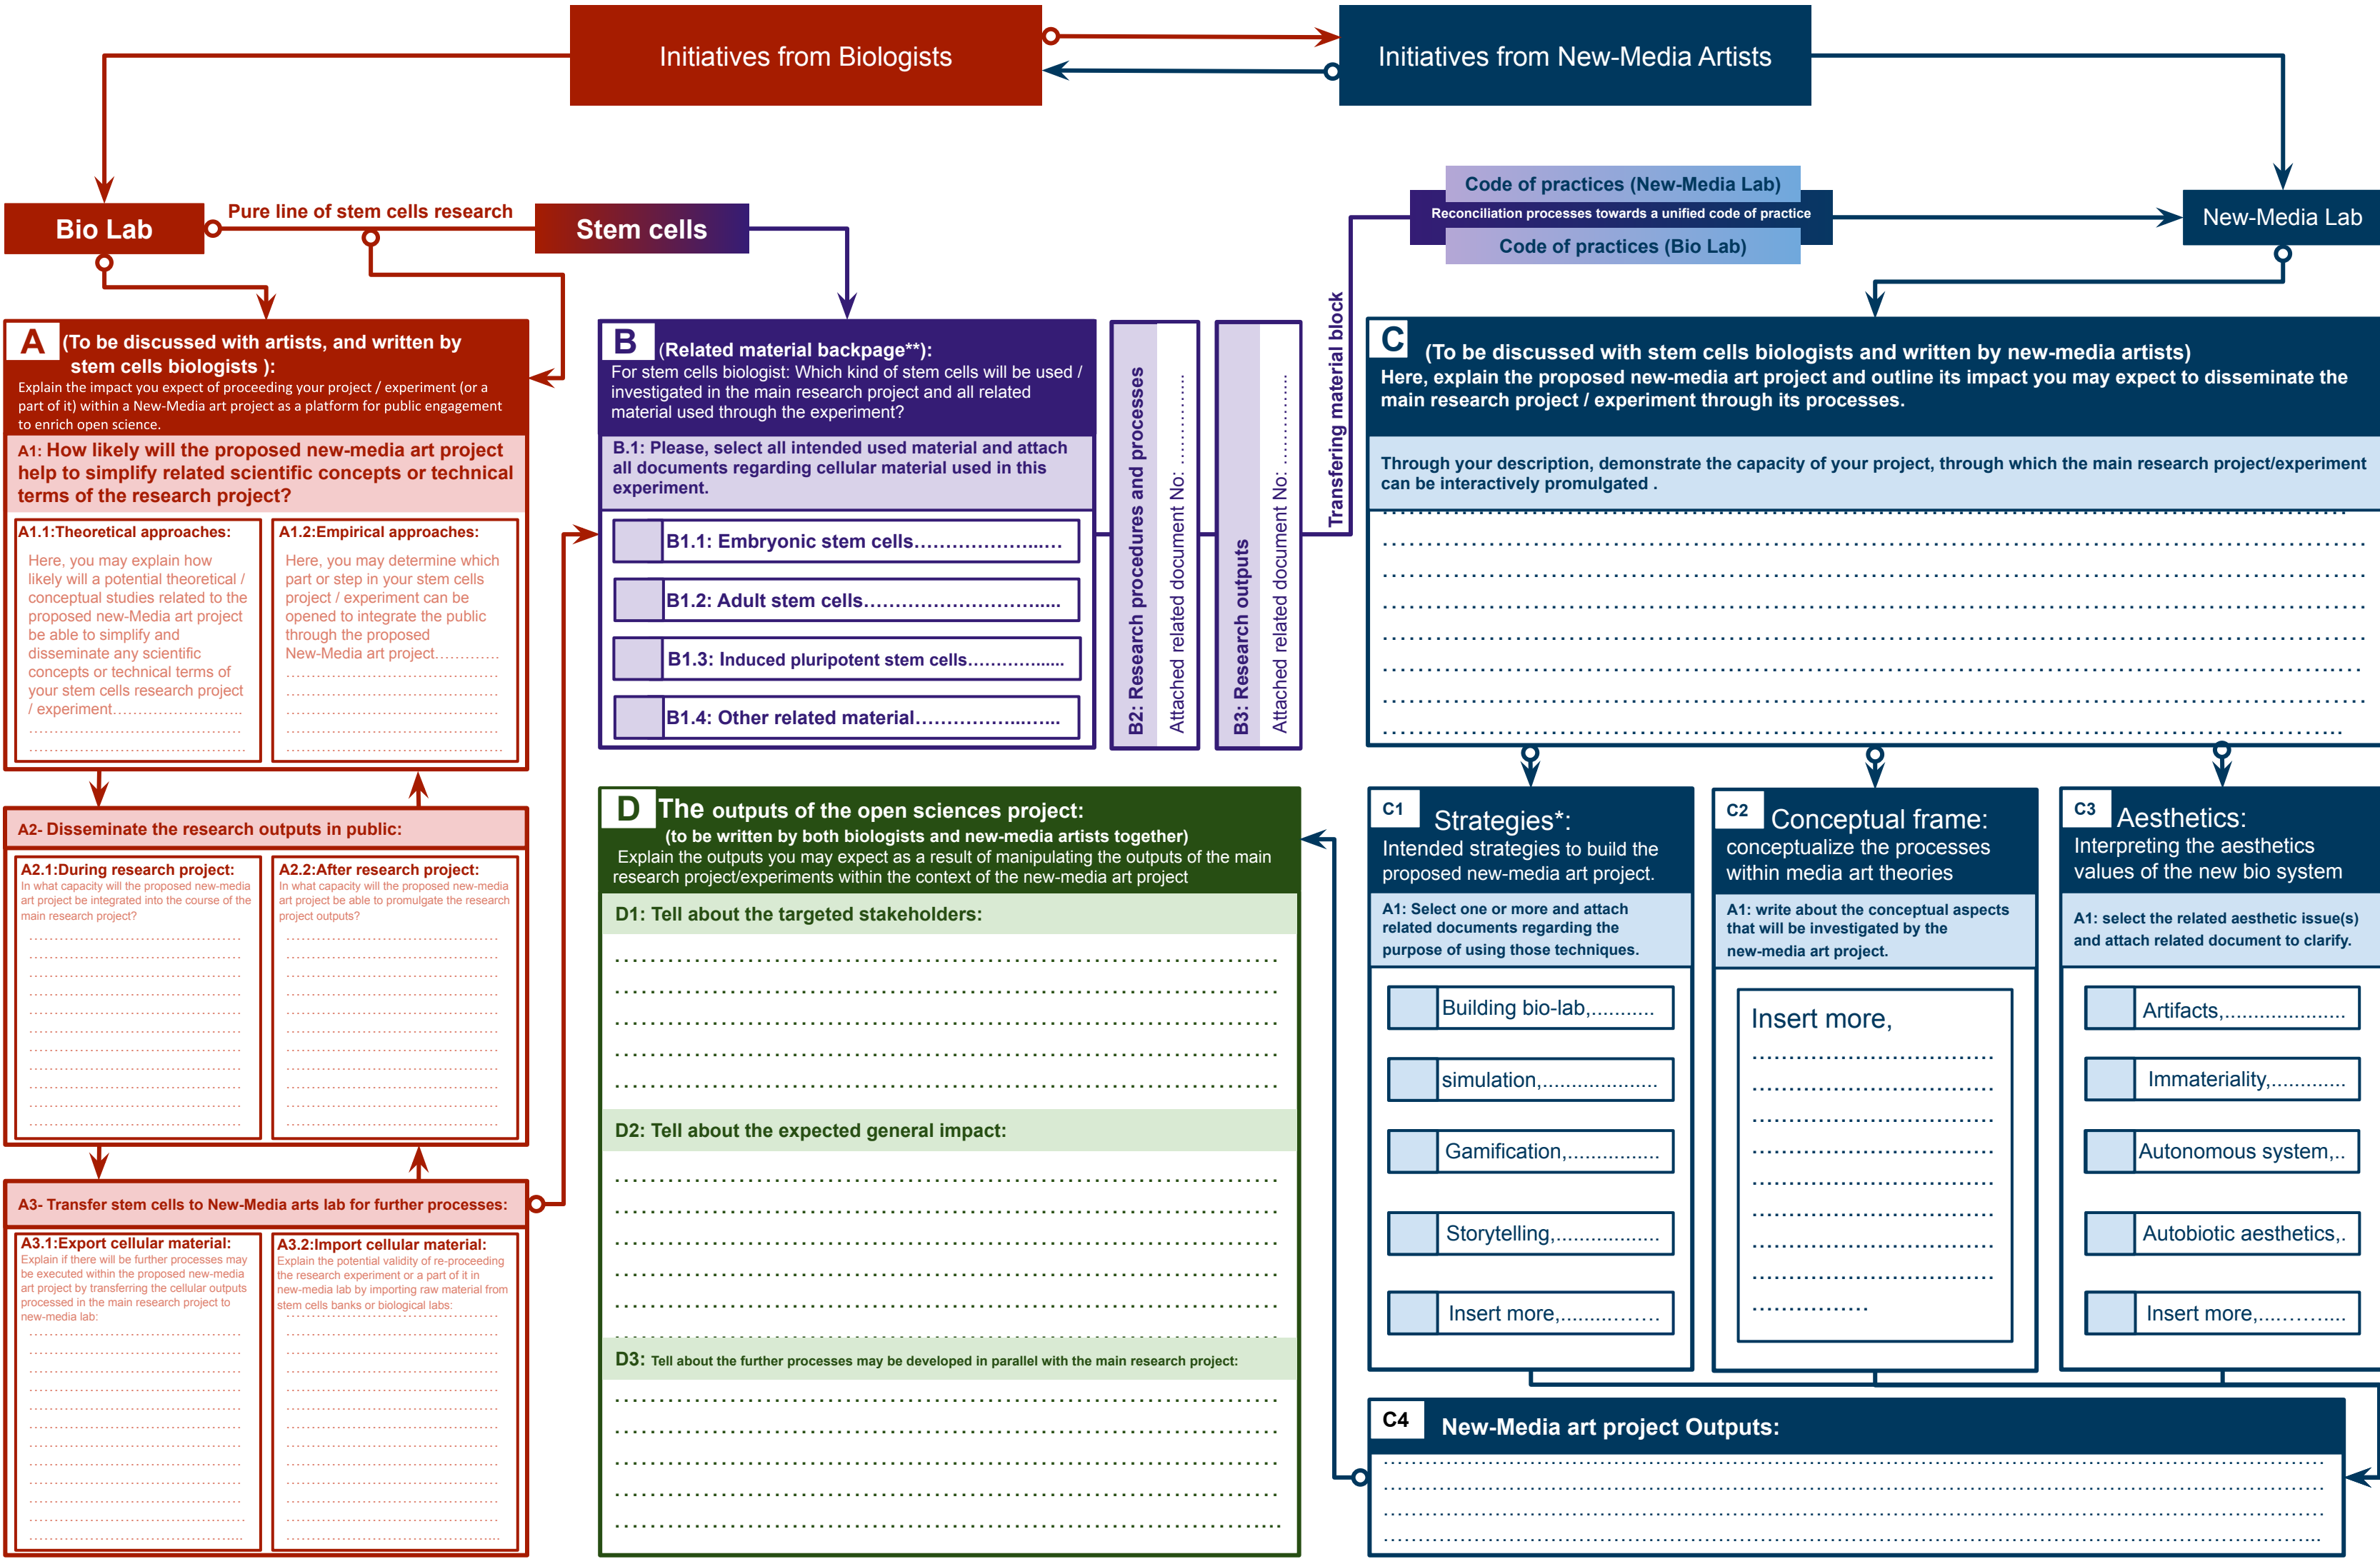 Initiatives from Biologists
Initiatives from New-Media Artists
Bio Lab
Pure line of stem cells research
Stem cells
Code of practices (New-Media Lab)
Reconciliation processes towards a unified code of practice
Code of practices (Bio Lab)
New-Media Lab
A
(To be discussed with artists, and written by
stem cells biologists ):
Explain the impact you expect of proceeding your project / experiment (or a
part of it) within a New-Media art project as a platform for public engagement
to enrich open science.
A1: How likely will the proposed new-media art project
help to simplify related scientific concepts or technical
terms of the research project?
A1.1:Theoretical approaches:
Here, you may explain how
likely will a potential theoretical /
conceptual studies related to the
proposed new-Media art project
be able to simplify and
disseminate any scientific
concepts or technical terms of
your stem cells research project
/ experiment……………………
A1.2:Empirical approaches:
Here, you may determine which
part or step in your stem cells
project / experiment can be
opened to integrate the public
through the proposed
New-Media art project…………
A2- Disseminate the research outputs in public:
A2.1:During research project:
In what capacity will the proposed new-media
art project be integrated into the course of the
main research project?
A2.2:After research project:
In what capacity will the proposed new-media
art project be able to promulgate the research
project outputs?
A3- Transfer stem cells to New-Media arts lab for further processes:
A3.1:Export cellular material:
Explain if there will be further processes may
be executed within the proposed new-media
art project by transferring the cellular outputs
processed in the main research project to
new-media lab:
A3.2:Import cellular material:
Explain the potential validity of re-proceeding
the research experiment or a part of it in
new-media lab by importing raw material from
stem cells banks or biological labs:
B
(Related material backpage**):
For stem cells biologist: Which kind of stem cells will be used /
investigated in the main research project and all related
material used through the experiment?
B.1: Please, select all intended used material and attach
all documents regarding cellular material used in this
experiment.
B1.1: Embryonic stem cells………………...….
B1.2: Adult stem cells……………………….....
B1.3: Induced pluripotent stem cells…………......
B1.4: Other related material………………...…...
B2: Research procedures and processes
Attached related document No: ……………
B3: Research outputs
Attached related document No: ……………
Transfering material block
C
(To be discussed with stem cells biologists and written by new-media artists)
Here, explain the proposed new-media art project and outline its impact you may expect to disseminate the
main research project / experiment through its processes.
Through your description, demonstrate the capacity of your project, through which the main research project/experiment
can be interactively promulgated .
D
The outputs of the open sciences project:
(to be written by both biologists and new-media artists together)
Explain the outputs you may expect as a result of manipulating the outputs of the main
research project/experiments within the context of the new-media art project
D1: Tell about the targeted stakeholders:
D2: Tell about the expected general impact:
D3: Tell about the further processes may be developed in parallel with the main research project:
C1
Strategies*:
Intended strategies to build the
proposed new-media art project.
A1: Select one or more and attach
related documents regarding the
purpose of using those techniques.
Building bio-lab,...........
simulation,....................
Gamification,................
Storytelling,..................
Insert more,.................
C2
Conceptual frame:
conceptualize the processes
within media art theories
A1: write about the conceptual aspects
that will be investigated by the
new-media art project.
Insert more,
C3
Aesthetics:
Interpreting the aesthetics
values of the new bio system
A1: select the related aesthetic issue(s)
and attach related document to clarify.
Artifacts,.....................
Immateriality,.............
Autonomous system,..
Autobiotic aesthetics,.
Insert more,...............
C4
New-Media art project Outputs: